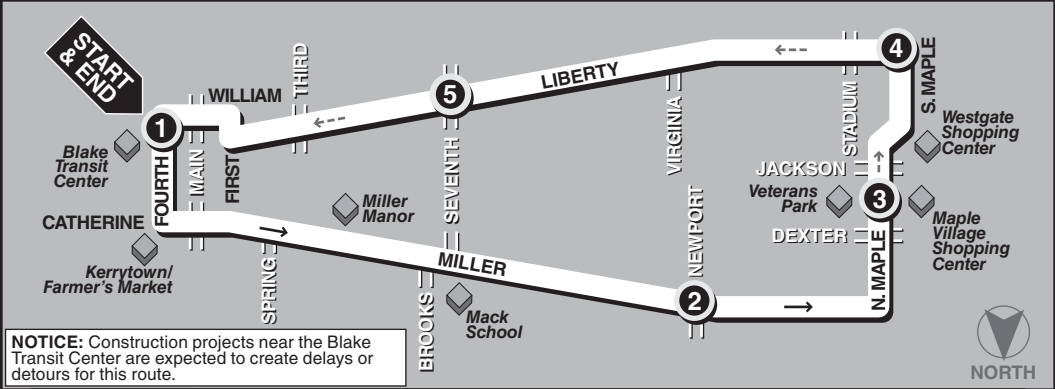 START
& END
WILLIAM
THIRD
LIBERTY
4
S. MAPLE
1
5
STADIUM
Westgate
Shopping
Center
Blake
Transit
Center
FOURTH
MAIN
FIRST
SEVENTH
VIRGINIA
JACKSON
Veterans
Park
3
Maple
Village
Shopping
Center
CATHERINE
Miller
Manor
NEWPORT
DEXTER
Kerrytown/
Farmer's Market
SPRING
MILLER
BROOKS
Mack
School
2
N. MAPLE
NOTICE: Construction projects near the Blake
Transit Center are expected to create delays or
detours for this route.
NORTH